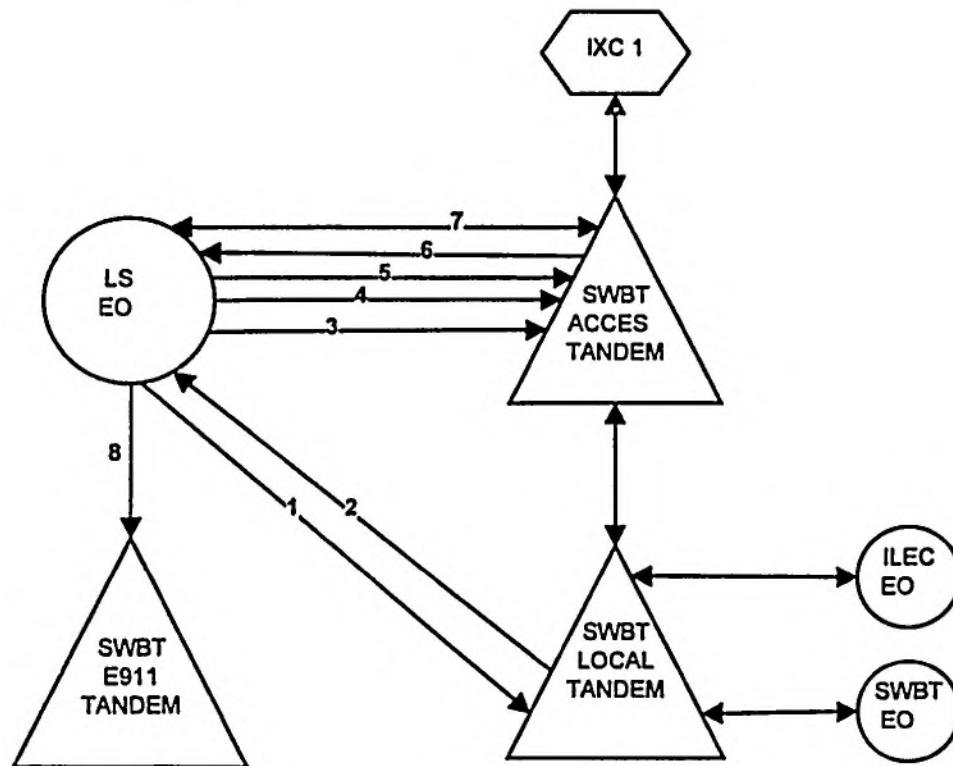 IXC 1
7
6
5
4
3
LS
EO
SWBT
ACCES
TANDEM
8
1
2
SWBT
E911
TANDEM
SWBT
LOCAL
TANDEM
ILEC
EO
SWBT
EO